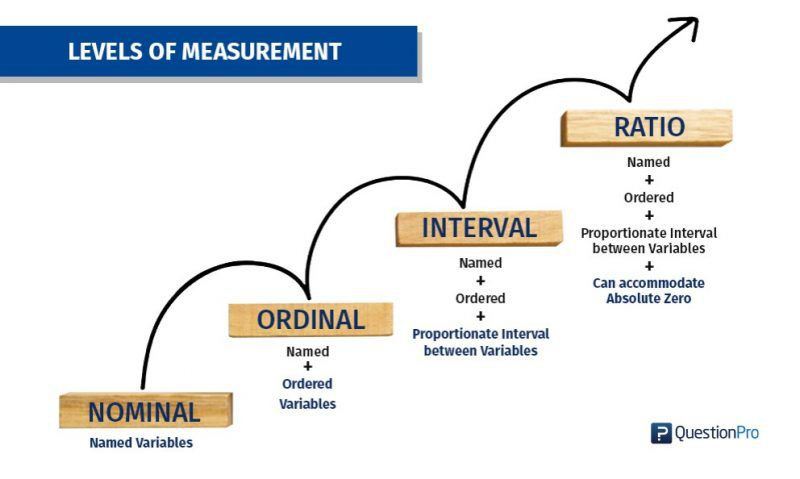 LEVELS OF MEASUREMENT
RATIO
Named
+
Ordered
+
Proportionate Interval
between Variables
+
Can accommodate
Absolute Zero
INTERVAL
Named
+
Ordered
+
Proportionate Interval
between Variables
ORDINAL
Named
+
Ordered
Variables
NOMINAL
Named Variables
QuestionPro